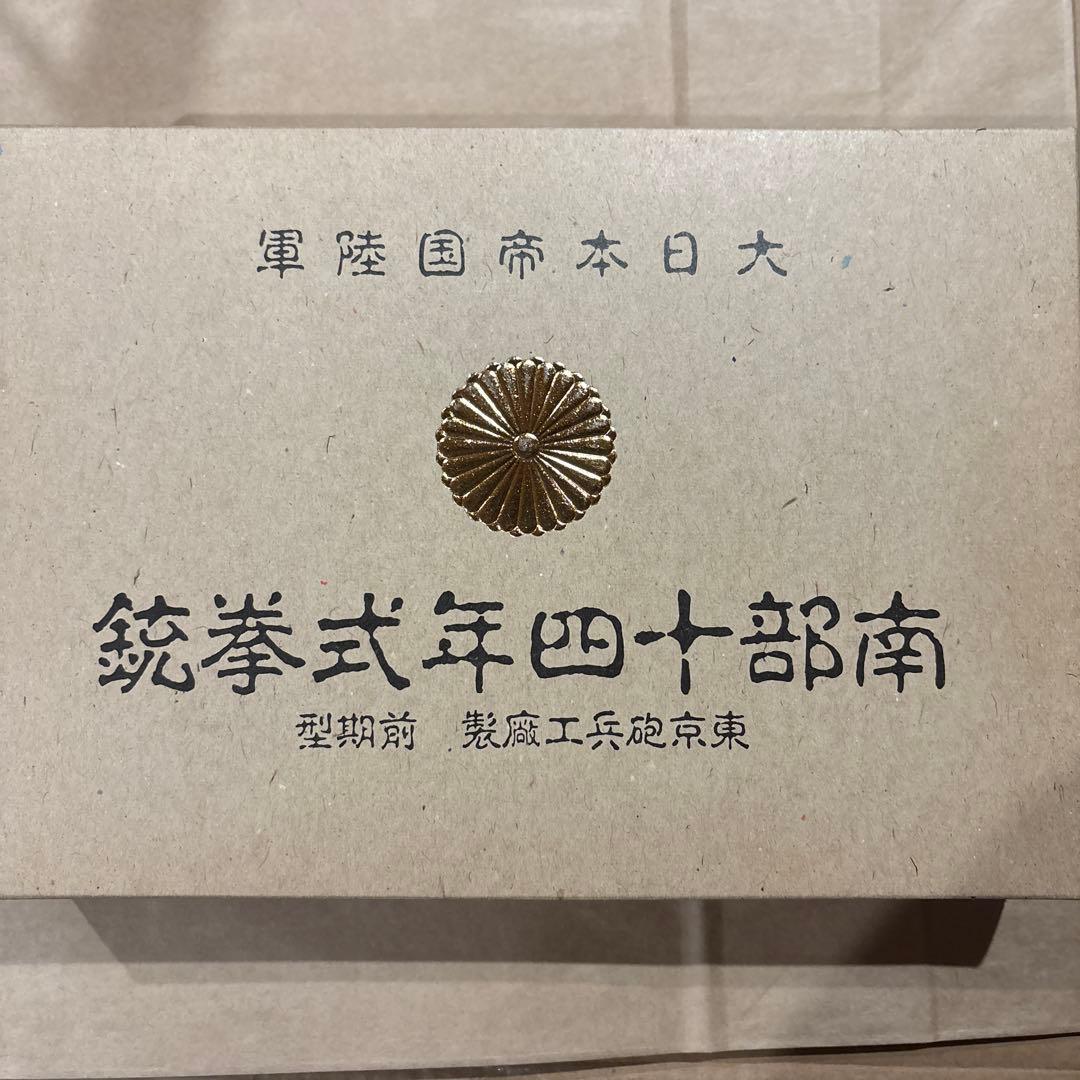 大日本帝国陸軍
南部十四年式拳銃
東京砲兵工廠製 前期型